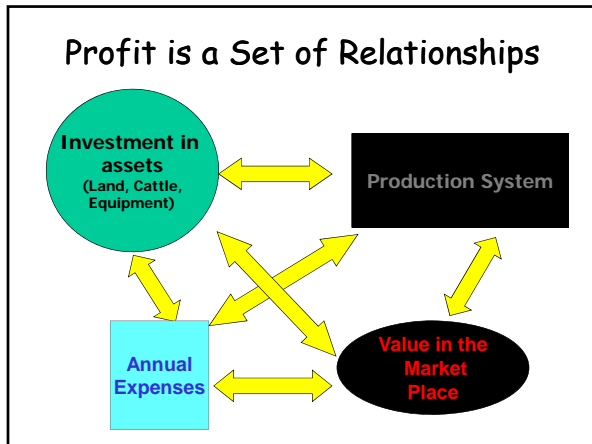 Profit is a Set of Relationships
Investment in
assets
(Land, Cattle,
Equipment)
Production System
Annual
Expenses
Value in the
Market
Place